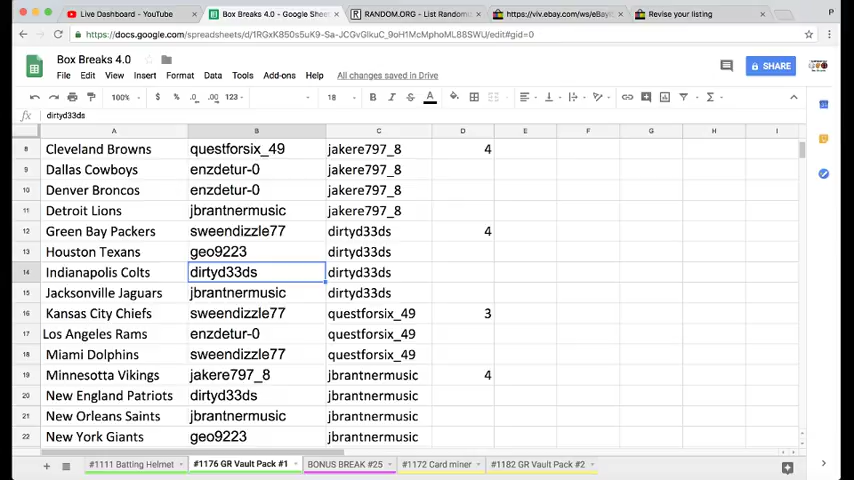 Live Dashboard - YouTube
Box Breaks 4.0 - Google Sheet
RANDOM.ORG - List Randomi
https://viv.ebay.com/ws/eBayI
Revise your listing
P
https://docs.google.com/spreadsheets/d/1RGxK850s5uK9-Sa-JCGvGlkuC_9oH1McMphoML88SWU/edit#gid=0
Box Breaks 4.0
SHARE
File Edit View Insert Format Data Tools Add-ons Help All changes saved in Drive
100% $ % .0 .00 123 18 B I S A
fx dirtyd33ds
A B C D E F G H I
8 Cleveland Browns questforsix_49 jakere797_8 4
9 Dallas Cowboys enzdetur-0 jakere797_8
10 Denver Broncos enzdetur-0 jakere797_8
11 Detroit Lions jbrantnermusic jakere797_8
12 Green Bay Packers sweendizzle77 dirtyd33ds 4
13 Houston Texans geo9223 dirtyd33ds
14 Indianapolis Colts dirtyd33ds dirtyd33ds
15 Jacksonville Jaguars jbrantnermusic dirtyd33ds
16 Kansas City Chiefs sweendizzle77 questforsix_49 3
17 Los Angeles Rams enzdetur-0 questforsix_49
18 Miami Dolphins sweendizzle77 questforsix_49
19 Minnesotta Vikings jakere797_8 jbrantnermusic 4
20 New England Patriots dirtyd33ds jbrantnermusic
21 New Orleans Saints jbrantnermusic jbrantnermusic
22 New York Giants geo9223 jbrantnermusic
#1111 Batting Helmet #1176 GR Vault Pack #1 BONUS BREAK #25 #1172 Card miner #1182 GR Vault Pack #2